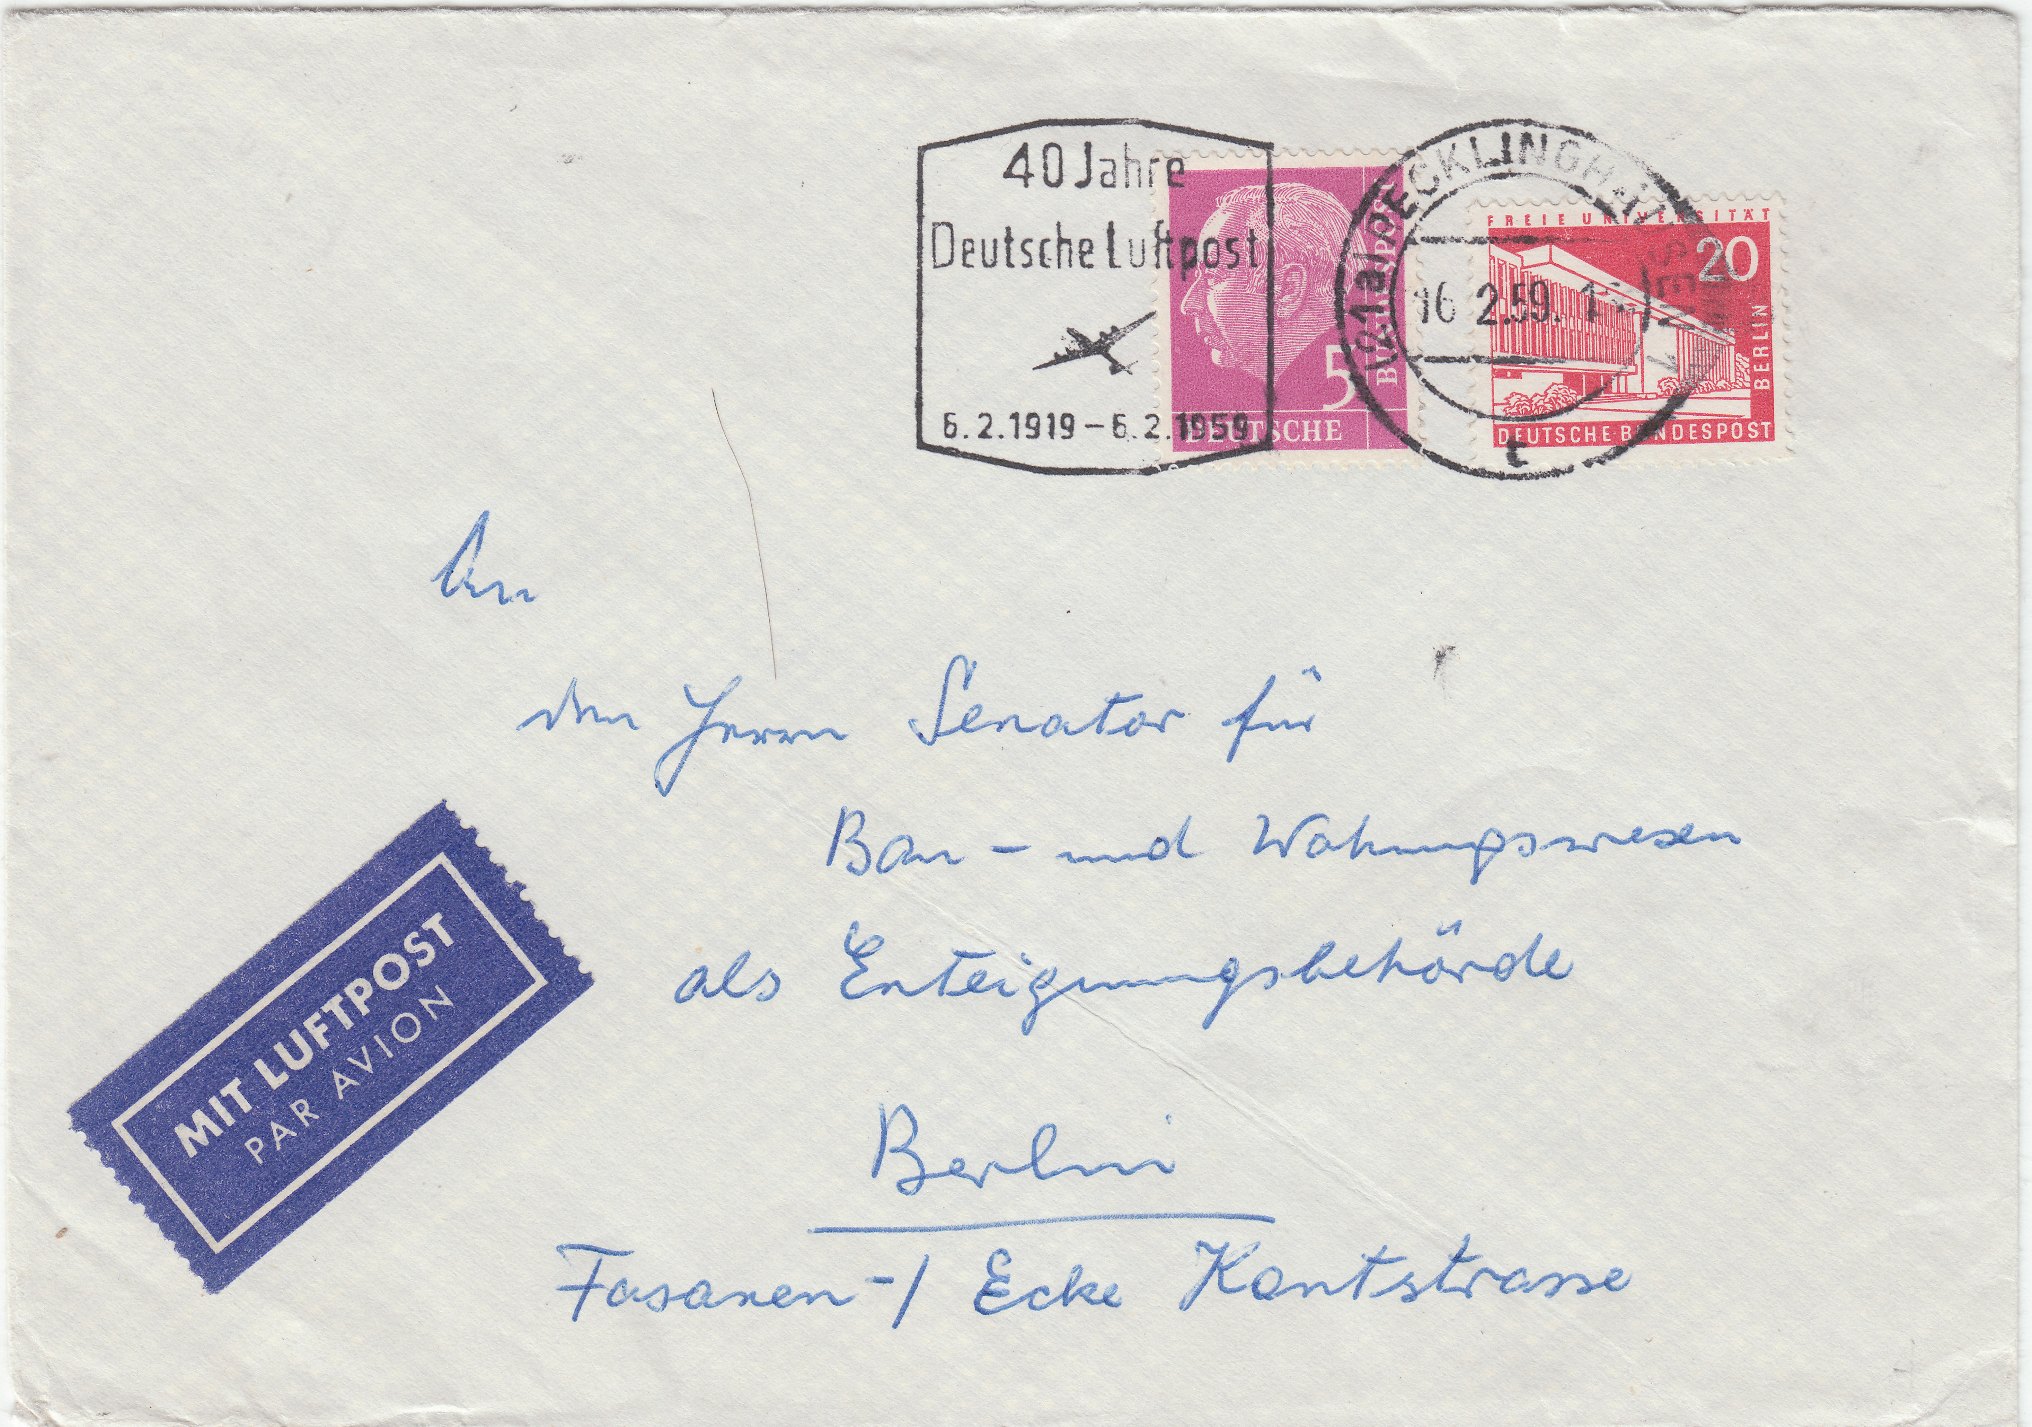 40 Jahre
Deutsche Luftpost
6.2.1919 – 6.2.1959
5
DEUTSCHE
(21a) RECKLINGHAUSEN 1
16.2.59.
t
FREIE UNIVERSITÄT
20
BERLIN
DEUTSCHE BUNDESPOST
An
den Herrn Senator für
Bau – und Wohnungswesen
als Enteignungsbehörde
Berlin
Fasanen-/ Ecke Kantstrasse
MIT LUFTPOST
PAR AVION